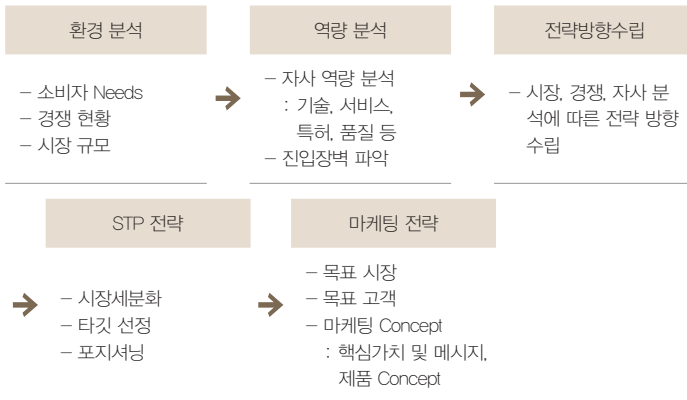 환경 분석
– 소비자 Needs
– 경쟁 현황
– 시장 규모
역량 분석
– 자사 역량 분석
: 기술, 서비스,
특허, 품질 등
– 진입장벽 파악
전략방향수립
– 시장, 경쟁, 자사 분
석에 따른 전략 방향
수립
STP 전략
– 시장세분화
– 타깃 선정
– 포지셔닝
마케팅 전략
– 목표 시장
– 목표 고객
– 마케팅 Concept
: 핵심가치 및 메시지,
제품 Concept